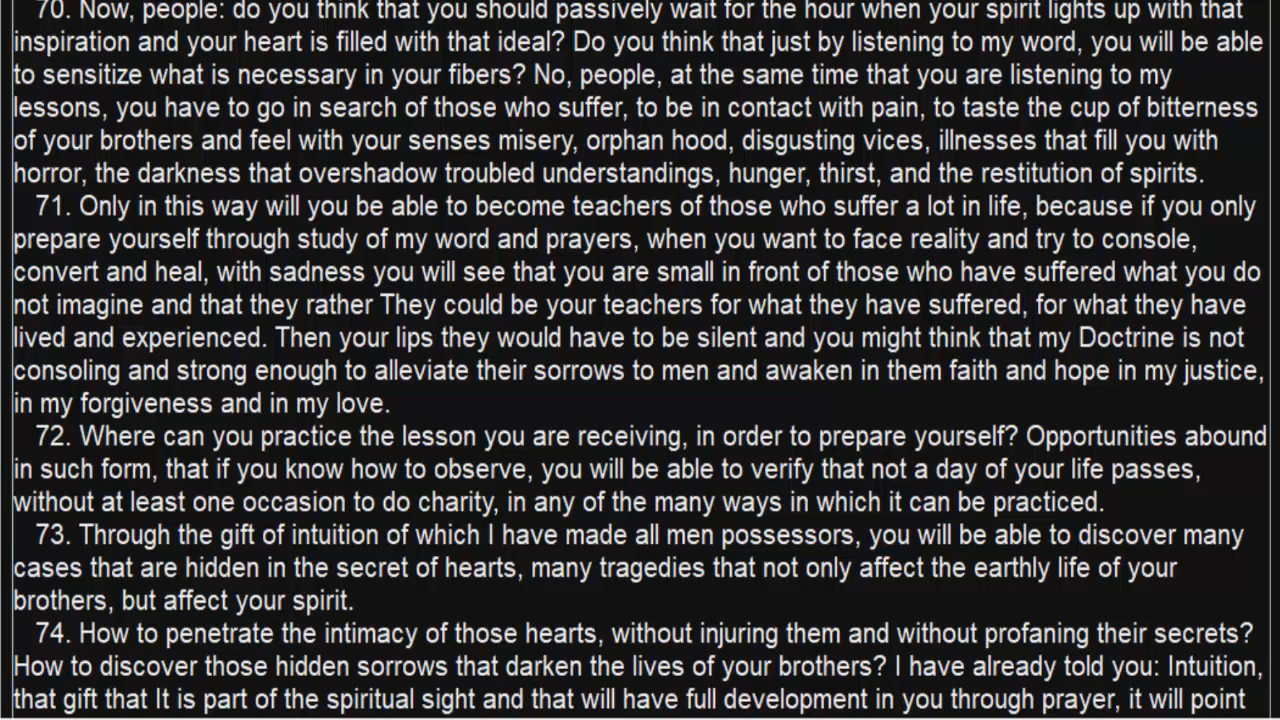 70. Now, people: do you think that you should passively wait for the hour when your spirit lights up with that
inspiration and your heart is filled with that ideal? Do you think that just by listening to my word, you will be able
to sensitize what is necessary in your fibers? No, people, at the same time that you are listening to my
lessons, you have to go in search of those who suffer, to be in contact with pain, to taste the cup of bitterness
of your brothers and feel with your senses misery, orphan hood, disgusting vices, illnesses that fill you with
horror, the darkness that overshadow troubled understandings, hunger, thirst, and the restitution of spirits.
71. Only in this way will you be able to become teachers of those who suffer a lot in life, because if you only
prepare yourself through study of my word and prayers, when you want to face reality and try to console,
convert and heal, with sadness you will see that you are small in front of those who have suffered what you do
not imagine and that they rather They could be your teachers for what they have suffered, for what they have
lived and experienced. Then your lips they would have to be silent and you might think that my Doctrine is not
consoling and strong enough to alleviate their sorrows to men and awaken in them faith and hope in my justice,
in my forgiveness and in my love.
72. Where can you practice the lesson you are receiving, in order to prepare yourself? Opportunities abound
in such form, that if you know how to observe, you will be able to verify that not a day of your life passes,
without at least one occasion to do charity, in any of the many ways in which it can be practiced.
73. Through the gift of intuition of which I have made all men possessors, you will be able to discover many
cases that are hidden in the secret of hearts, many tragedies that not only affect the earthly life of your
brothers, but affect your spirit.
74. How to penetrate the intimacy of those hearts, without injuring them and without profaning their secrets?
How to discover those hidden sorrows that darken the lives of your brothers? I have already told you: Intuition,
that gift that It is part of the spiritual sight and that will have full development in you through prayer, it will point